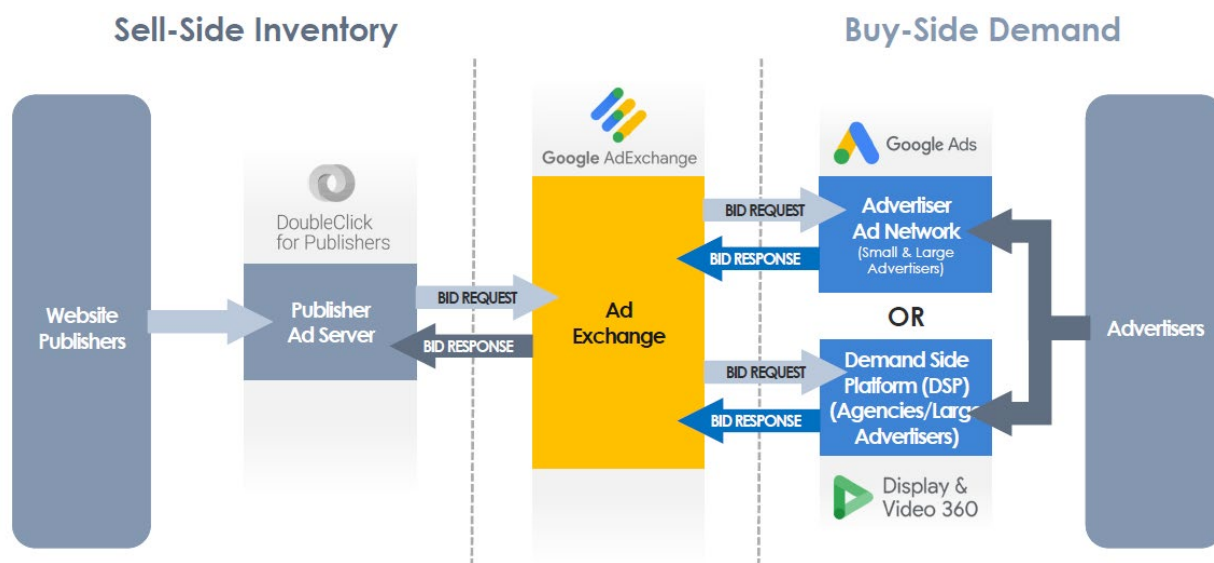 Sell-Side Inventory
Buy-Side Demand
Website
Publishers
DoubleClick
for Publishers
Publisher
Ad Server
BID REQUEST
BID RESPONSE
Google AdExchange
Ad
Exchange
BID REQUEST
BID RESPONSE
BID REQUEST
BID RESPONSE
Google Ads
Advertiser
Ad Network
(Small & Large
Advertisers)
OR
Demand Side
Platform (DSP)
(Agencies/Large
Advertisers)
Display &
Video 360
Advertisers